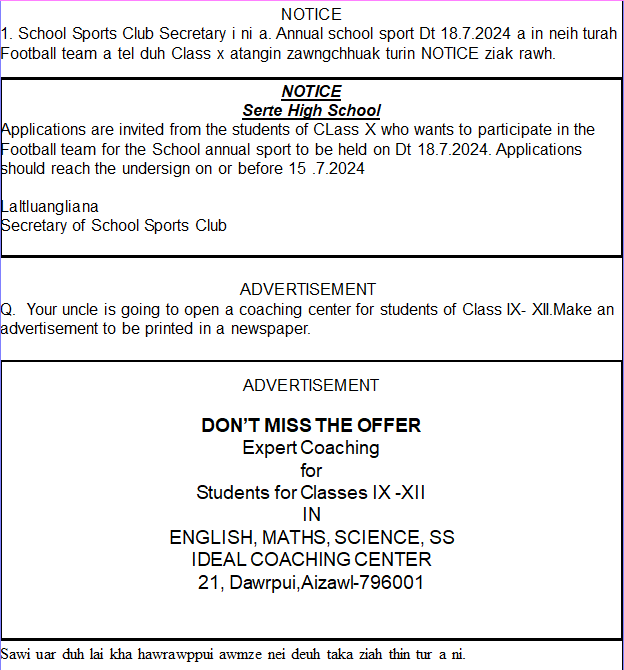 NOTICE
1. School Sports Club Secretary i ni a. Annual school sport Dt 18.7.2024 a in neih turah
Football team a tel duh Class x atangin zawngchhuak turin NOTICE ziak rawh.
NOTICE
Serte High School
Applications are invited from the students of CLass X who wants to participate in the
Football team for the School annual sport to be held on Dt 18.7.2024. Applications
should reach the undersign on or before 15 .7.2024
Laltluangliana
Secretary of School Sports Club
ADVERTISEMENT
Q. Your uncle is going to open a coaching center for students of Class IX- XII.Make an
advertisement to be printed in a newspaper.
ADVERTISEMENT
DON'T MISS THE OFFER
Expert Coaching
for
Students for Classes IX -XII
IN
ENGLISH, MATHS, SCIENCE, SS
IDEAL COACHING CENTER
21, Dawrpui,Aizawl-796001
Sawi uar duh lai kha hawrawppui awmze nei deuh taka ziah thin tur a ni.